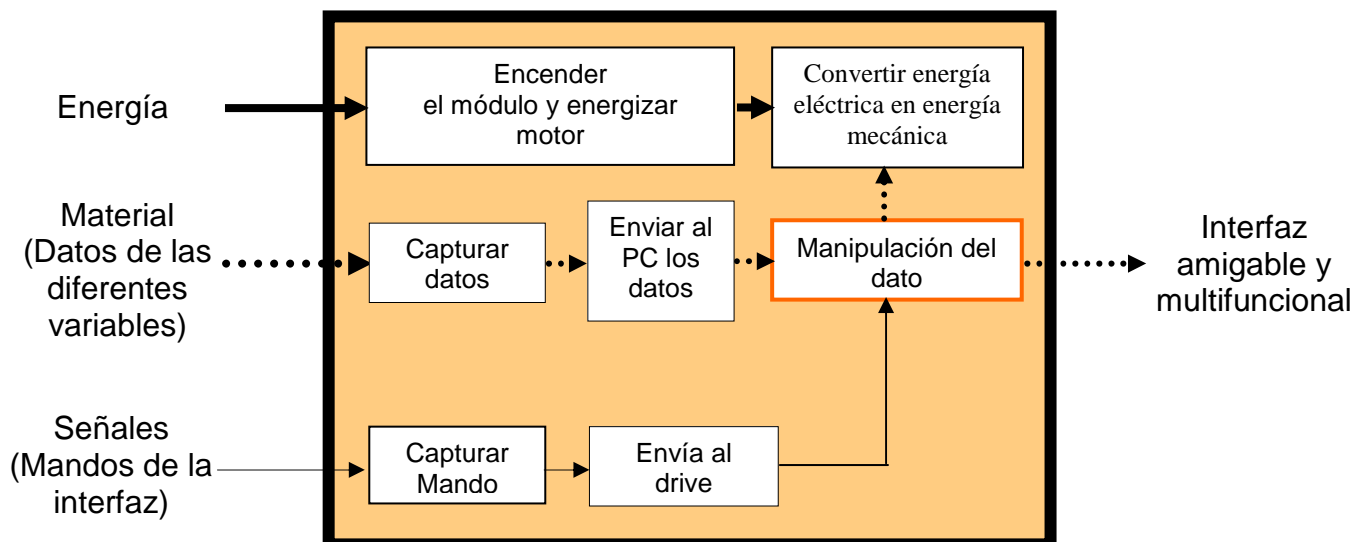 Energía
Encender
el módulo y energizar
motor
Convertir energía
eléctrica en energía
mecánica
Material
(Datos de las
diferentes
variables)
Capturar
datos
Enviar al
PC los
datos
Manipulación del
dato
Interfaz
amigable y
multifuncional
Señales
(Mandos de la
interfaz)
Capturar
Mando
Envía al
drive